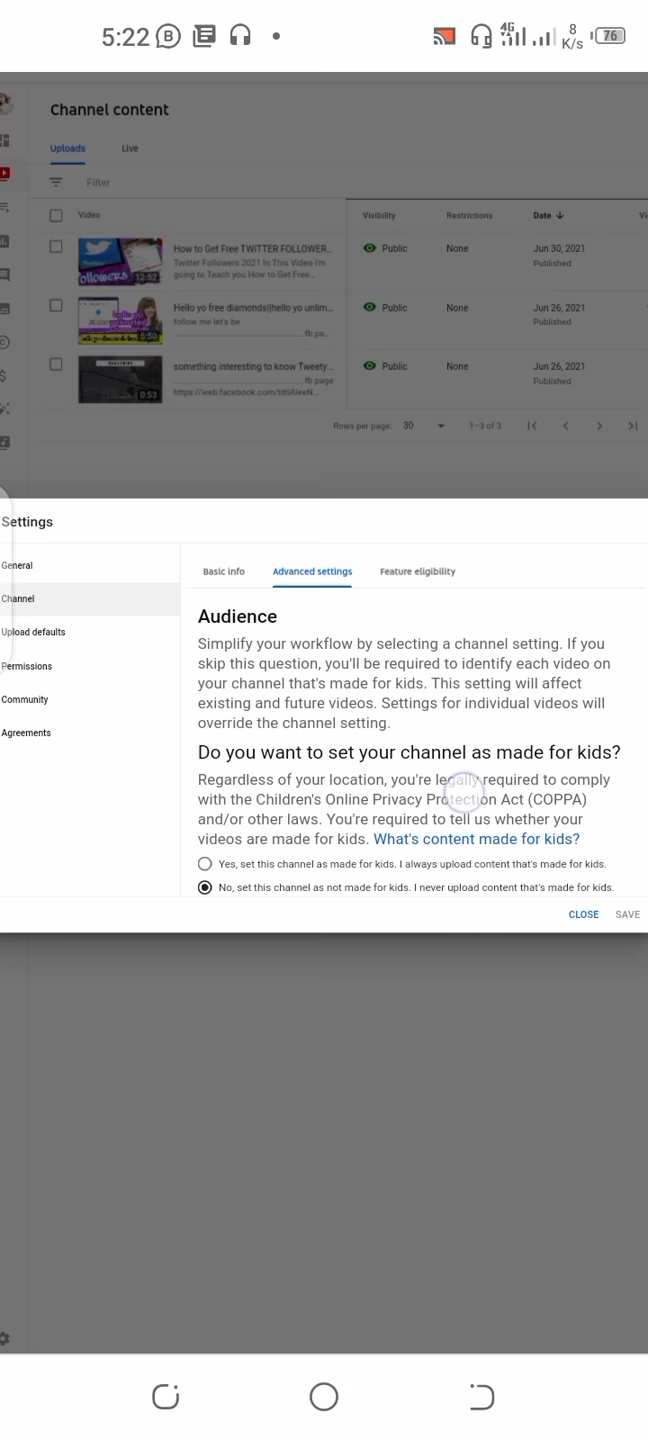 5:22
4G
8
K/s
76
Channel content
Uploads
Live
Filter
Video
Visibility
Restrictions
Date
Vi
How to Get Free TWITTER FOLLOWER...
Twitter Followers 2021 In This Video i'm
going to Teach you How to Get Free...
ollowers
12:52
Public
None
Jun 30, 2021
Published
Hello yo free diamonds||hello yo unlim...
follow me let's be
fb pa...
5:50
Public
None
Jun 26, 2021
Published
something interesting to know Tweety...
fb page
https://web.facebook.com/titliAleeN...
0:53
Public
None
Jun 26, 2021
Published
Rows per page:
30
1–3 of 3
Settings
General
Channel
Upload defaults
Permissions
Community
Agreements
Basic info
Advanced settings
Feature eligibility
Audience
Simplify your workflow by selecting a channel setting. If you
skip this question, you'll be required to identify each video on
your channel that's made for kids. This setting will affect
existing and future videos. Settings for individual videos will
override the channel setting.
Do you want to set your channel as made for kids?
Regardless of your location, you're legally required to comply
with the Children's Online Privacy Protection Act (COPPA)
and/or other laws. You're required to tell us whether your
videos are made for kids. What's content made for kids?
Yes, set this channel as made for kids. I always upload content that's made for kids.
No, set this channel as not made for kids. I never upload content that's made for kids.
CLOSE
SAVE